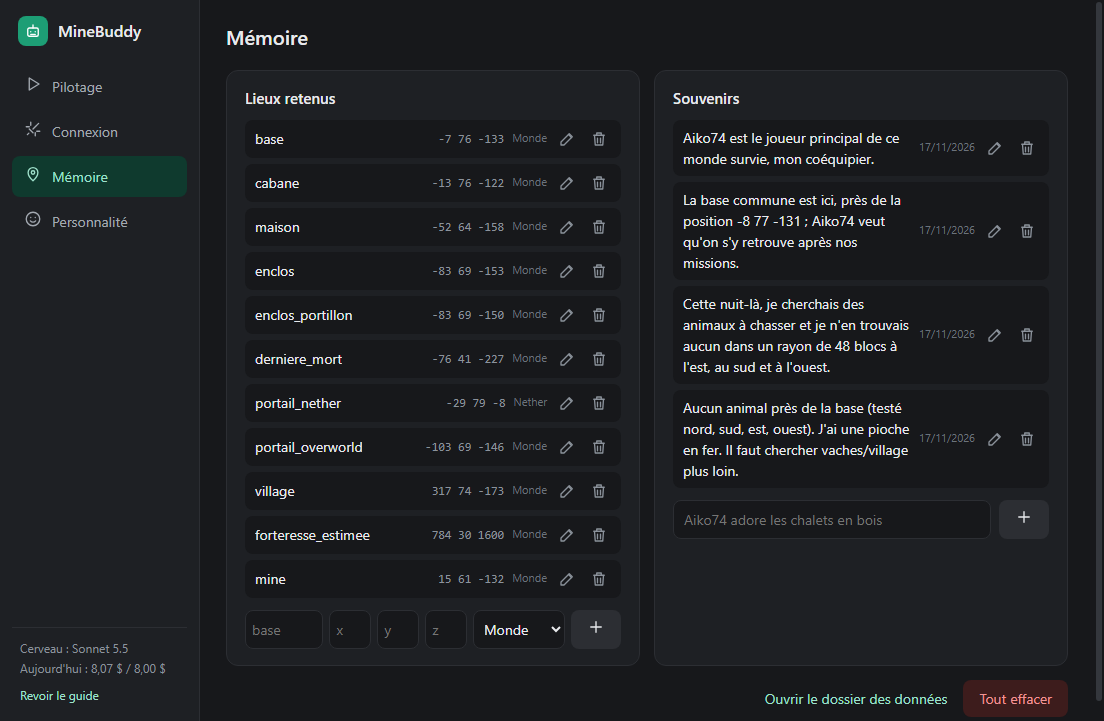 MineBuddy
Pilotage
Connexion
Mémoire
Personnalité
Cerveau : Sonnet 5.5
Aujourd'hui : 8,07 $ / 8,00 $
Revoir le guide
Mémoire
Lieux retenus
base -7 76 -133 Monde
cabane -13 76 -122 Monde
maison -52 64 -158 Monde
enclos -83 69 -153 Monde
enclos_portillon -83 69 -150 Monde
derniere_mort -76 41 -227 Monde
portail_nether -29 79 -8 Nether
portail_overworld -103 69 -146 Monde
village 317 74 -173 Monde
forteresse_estimee 784 30 1600 Monde
mine 15 61 -132 Monde
base x y z Monde +
Souvenirs
Aiko74 est le joueur principal de ce
monde survie, mon coéquipier.
17/11/2026
La base commune est ici, près de la
position -8 77 -131 ; Aiko74 veut
qu'on s'y retrouve après nos
missions.
17/11/2026
Cette nuit-là, je cherchais des
animaux à chasser et je n'en trouvais
aucun dans un rayon de 48 blocs à
l'est, au sud et à l'ouest.
17/11/2026
Aucun animal près de la base (testé
nord, sud, est, ouest). J'ai une pioche
en fer. Il faut chercher vaches/village
plus loin.
17/11/2026
Aiko74 adore les chalets en bois +
Ouvrir le dossier des données
Tout effacer